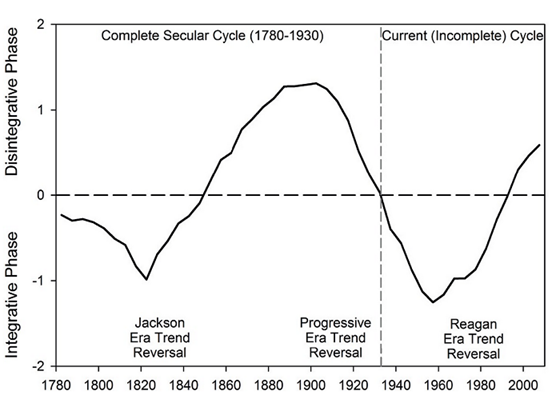 Complete Secular Cycle (1780-1930)
Current (Incomplete) Cycle
Disintegrative Phase
Integrative Phase
2
1
0
-1
-2
Jackson
Era Trend
Reversal
Progressive
Era Trend
Reversal
Reagan
Era Trend
Reversal
1780 1800 1820 1840 1860 1880 1900 1920 1940 1960 1980 2000